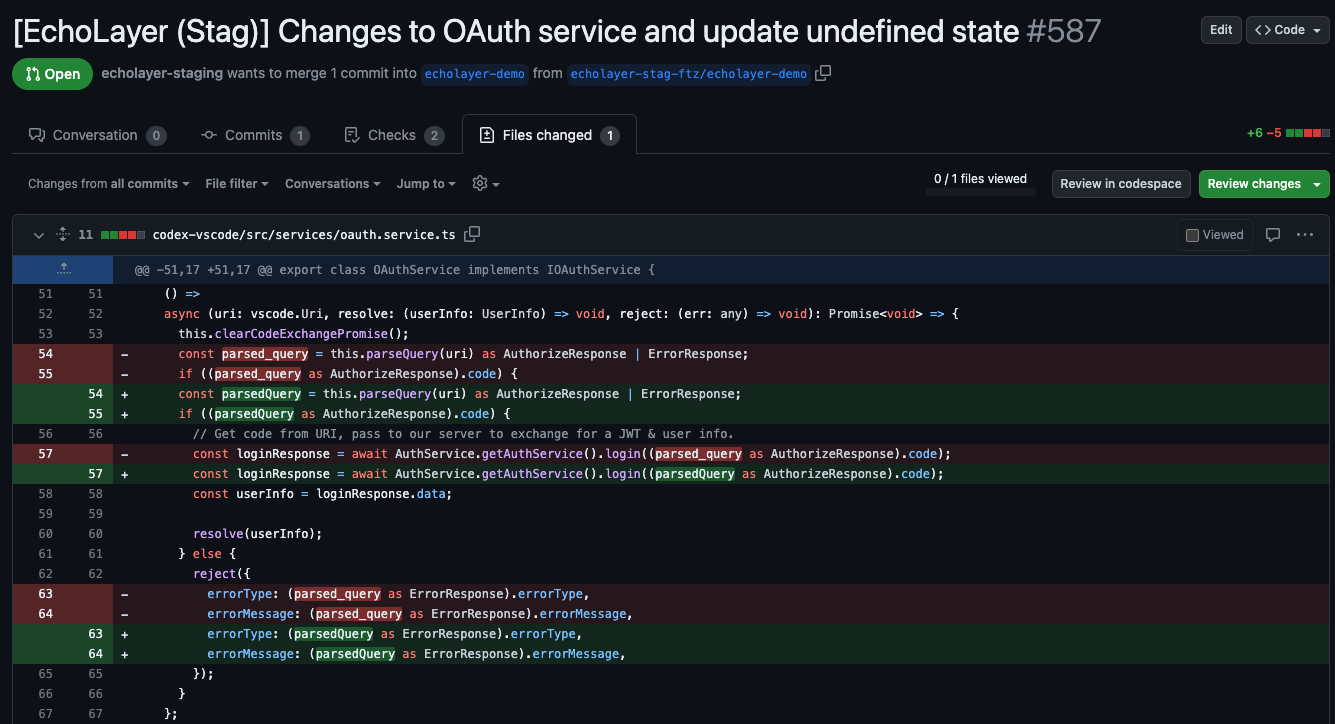 [EchoLayer (Stag)] Changes to OAuth service and update undefined state #587
Edit
<> Code
Open
echolayer-staging wants to merge 1 commit into echolayer-demo from echolayer-stag-ftz/echolayer-demo
Conversation 0
Commits 1
Checks 2
Files changed 1
+6 −5
Changes from all commits
File filter
Conversations
Jump to
0 / 1 files viewed
Review in codespace
Review changes
11 codex-vscode/src/services/oauth.service.ts
Viewed
@@ -51,17 +51,17 @@ export class OAuthService implements IOAuthService {
51 51 () =>
52 52 async (uri: vscode.Uri, resolve: (userInfo: UserInfo) => void, reject: (err: any) => void): Promise<void> => {
53 53 this.clearCodeExchangePromise();
54 - const parsed_query = this.parseQuery(uri) as AuthorizeResponse | ErrorResponse;
55 - if ((parsed_query as AuthorizeResponse).code) {
54 + const parsedQuery = this.parseQuery(uri) as AuthorizeResponse | ErrorResponse;
55 + if ((parsedQuery as AuthorizeResponse).code) {
56 56 // Get code from URI, pass to our server to exchange for a JWT & user info.
57 - const loginResponse = await AuthService.getAuthService().login((parsed_query as AuthorizeResponse).code);
57 + const loginResponse = await AuthService.getAuthService().login((parsedQuery as AuthorizeResponse).code);
58 58 const userInfo = loginResponse.data;
59 59
60 60 resolve(userInfo);
61 61 } else {
62 62 reject({
63 - errorType: (parsed_query as ErrorResponse).errorType,
64 - errorMessage: (parsed_query as ErrorResponse).errorMessage,
63 + errorType: (parsedQuery as ErrorResponse).errorType,
64 + errorMessage: (parsedQuery as ErrorResponse).errorMessage,
65 65 });
66 66 }
67 67 };